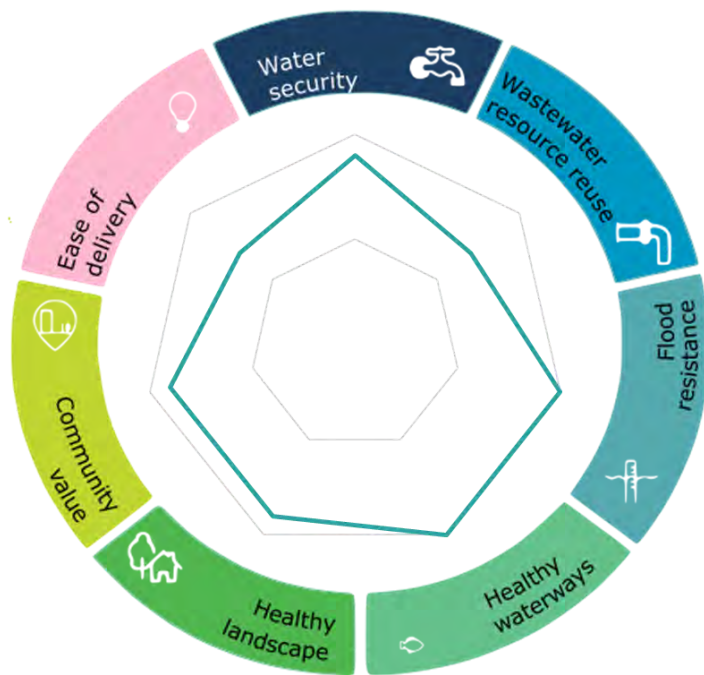 Water
security
Wastewater
resource reuse
Flood
resistance
Healthy
waterways
Healthy
landscape
Community
value
Ease of
delivery